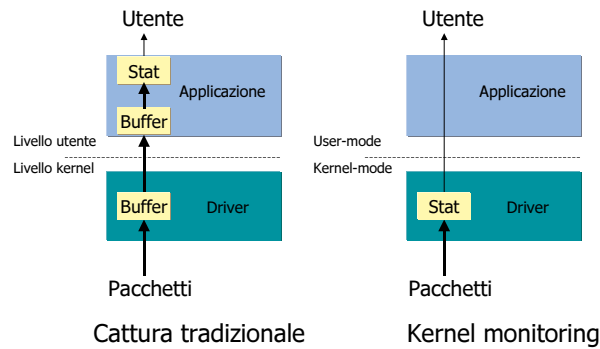 Utente
Stat
Applicazione
Buffer
Livello utente
Livello kernel
Buffer
Driver
Pacchetti
Cattura tradizionale
Utente
Applicazione
User-mode
Kernel-mode
Stat
Driver
Pacchetti
Kernel monitoring